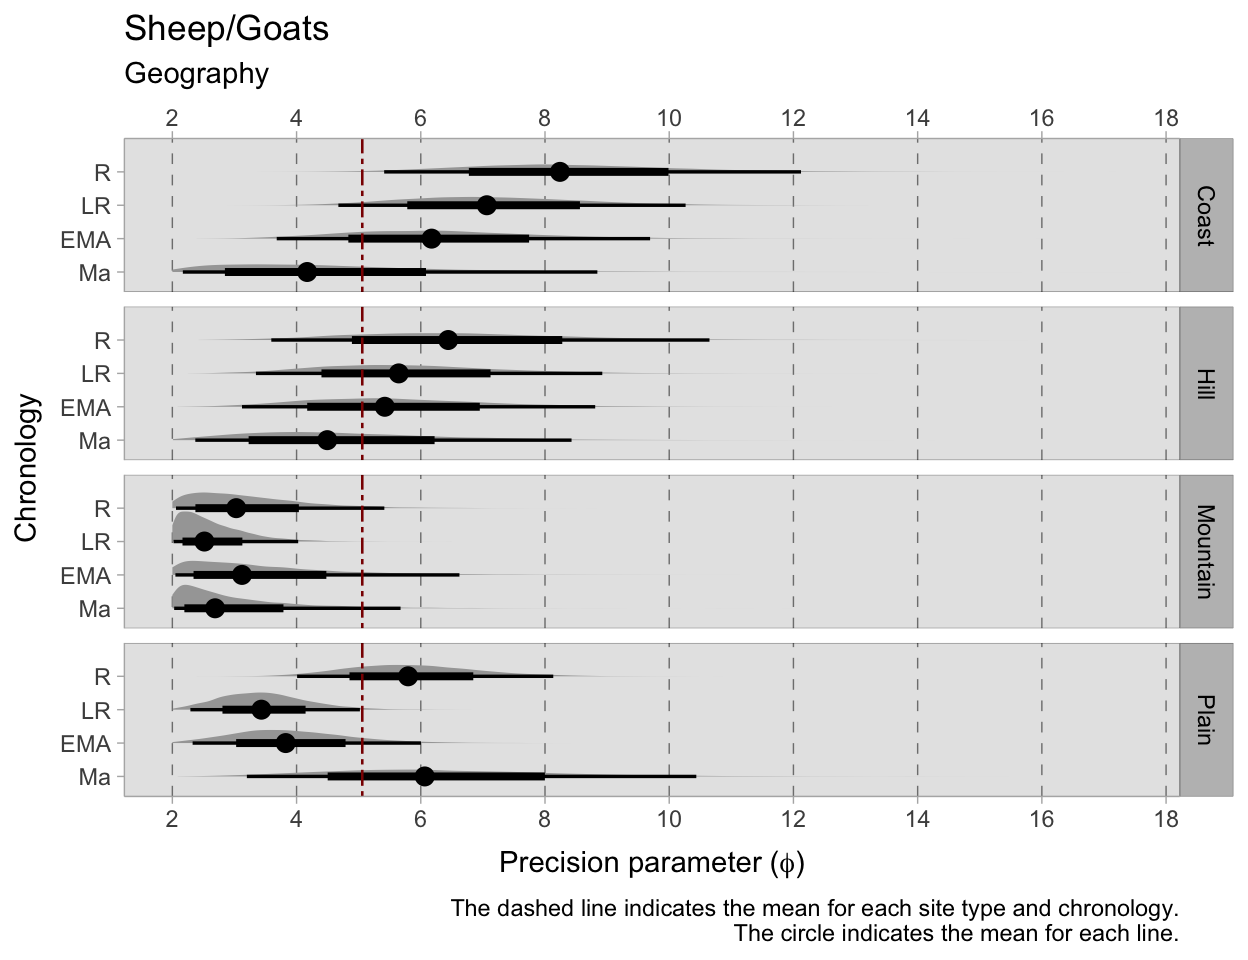 Sheep/Goats
Geography
2 4 6 8 10 12 14 16 18
Chronology
R
LR
EMA
Ma
Coast
R
LR
EMA
Ma
Hill
R
LR
EMA
Ma
Mountain
R
LR
EMA
Ma
Plain
2 4 6 8 10 12 14 16 18
Precision parameter (ϕ)
The dashed line indicates the mean for each site type and chronology.
The circle indicates the mean for each line.